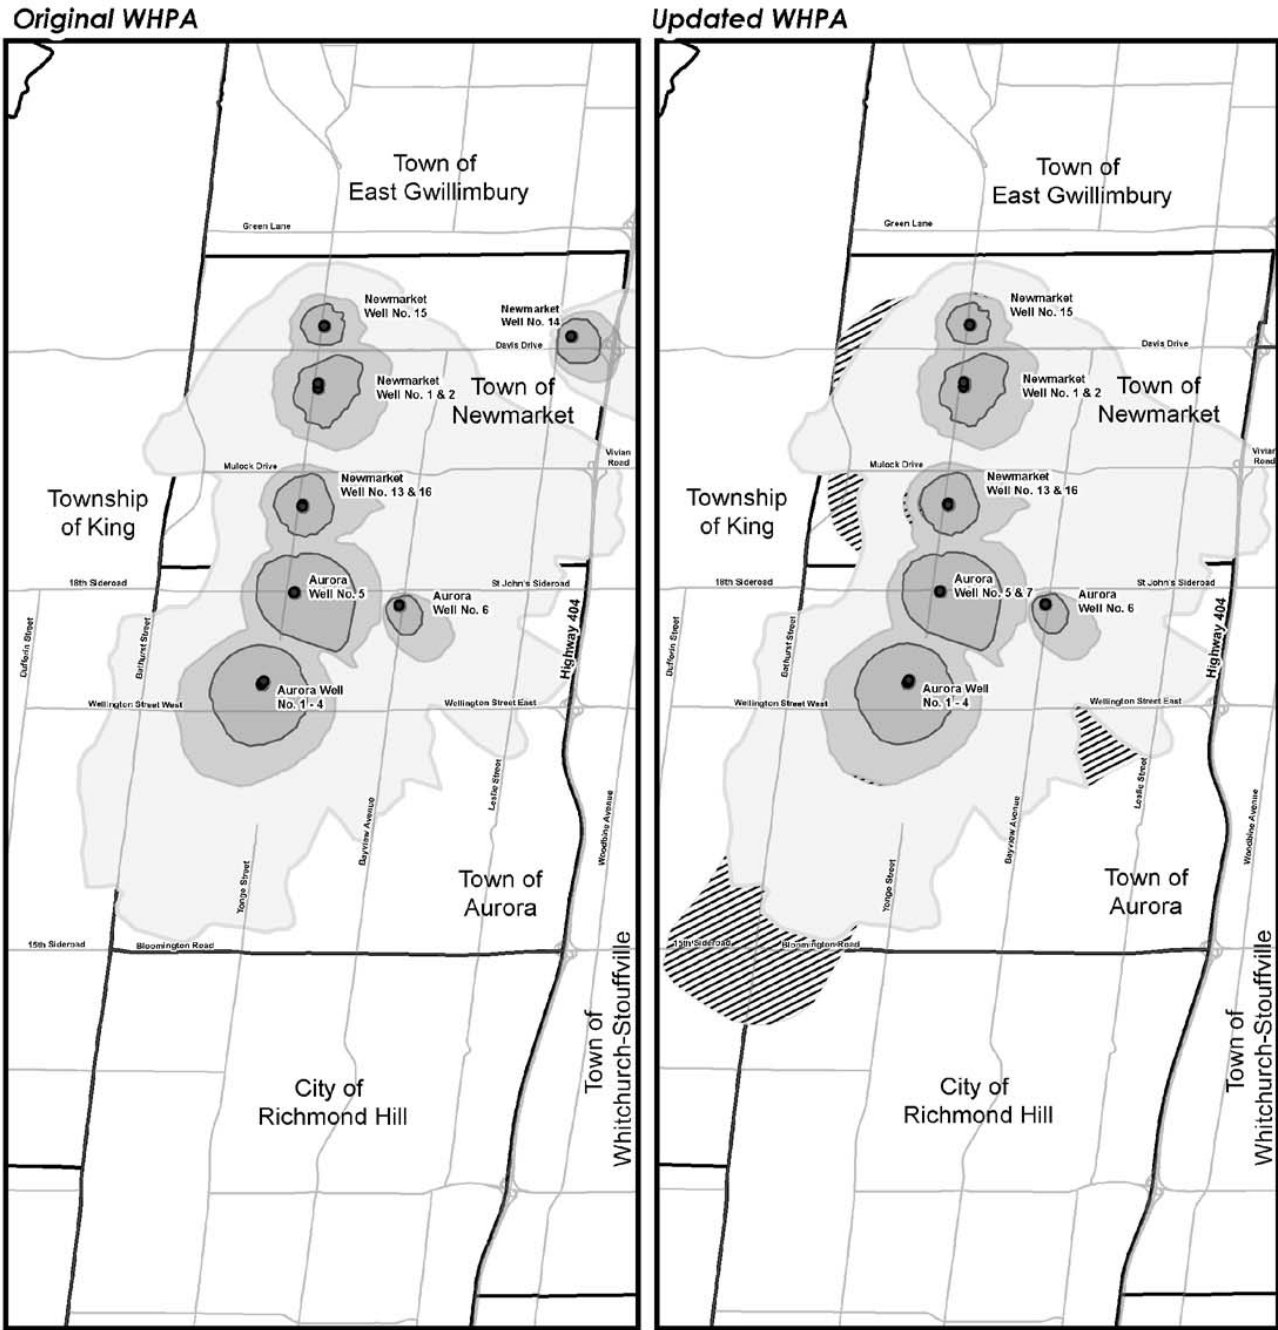 Original WHPA
Town of
East Gwillimbury
Green Lane
Newmarket
Well No. 15
Newmarket
Well No. 14
Davis Drive
Newmarket
Well No. 1 & 2
Town of
Newmarket
Vivian
Road
Mulock Drive
Newmarket
Well No. 13 & 16
Township
of King
18th Sideroad
St John's Sideroad
Aurora
Well No. 5
Aurora
Well No. 6
Dufferin Street
Bathurst Street
Highway 404
Aurora Well
No. 1 - 4
Wellington Street West
Wellington Street East
Leslie Street
Bayview Avenue
Woodbine Avenue
Yonge Street
Town of
Aurora
15th Sideroad
Bloomington Road
Town of
Whitchurch-Stouffville
City of
Richmond Hill
Updated WHPA
Town of
East Gwillimbury
Green Lane
Newmarket
Well No. 15
Davis Drive
Newmarket
Well No. 1 & 2
Town of
Newmarket
Vivian
Road
Mulock Drive
Newmarket
Well No. 13 & 16
Township
of King
18th Sideroad
St John's Sideroad
Aurora
Well No. 5 & 7
Aurora
Well No. 6
Dufferin Street
Bathurst Street
Highway 404
Aurora Well
No. 1 - 4
Wellington Street West
Wellington Street East
Leslie Street
Bayview Avenue
Woodbine Avenue
Yonge Street
Town of
Aurora
15th Sideroad
Bloomington Road
Town of
Whitchurch-Stouffville
City of
Richmond Hill